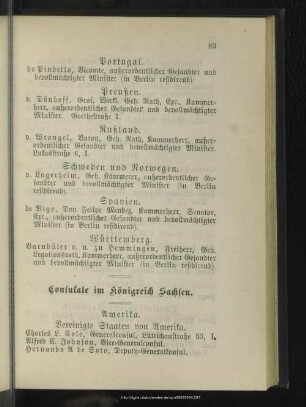 83
Portugal.
de Pindella, Vicomte, außerordentlicher Gesandter und
bevollmächtigter Minister (in Berlin residirend).
Preußen.
v. Dönhoff, Graf, Wirkl. Geh. Rath, Exc., Kammer-
herr, außerordentlicher Gesandter und bevollmächtigter
Minister. Goethestraße 1.
Rußland.
v. Wrangel, Baron, Geh. Rath, Kammerherr, außer-
ordentlicher Gesandter und bevollmächtigter Minister.
Lukasstraße 6, I.
Schweden und Norwegen.
v. Lagerheim, Geh. Kämmerer, außerordentlicher Ge-
sandter und bevollmächtigter Minister (in Berlin
residirend).
Spanien.
de Vigo, Don Felipe Mendez, Kammerherr, Senator,
Exc., außerordentlicher Gesandter und bevollmächtigter
Minister (in Berlin residirend).
Württemberg.
Varnbüler v. u. zu Hemmingen, Freiherr, Geh.
Legationsrath, Kammerherr, außerordentlicher Gesandter
und bevollmächtigter Minister (in Berlin residirend).
Consulate im Königreich Sachsen.
Amerika.
Vereinigte Staaten von Amerika.
Charles L. Cole, Generalconsul, Lüttichaustraße 33, I.
Alfred C. Johnson, Vice-Generalconsul.
Hernando A de Soto, Deputy-Generalkonsul.